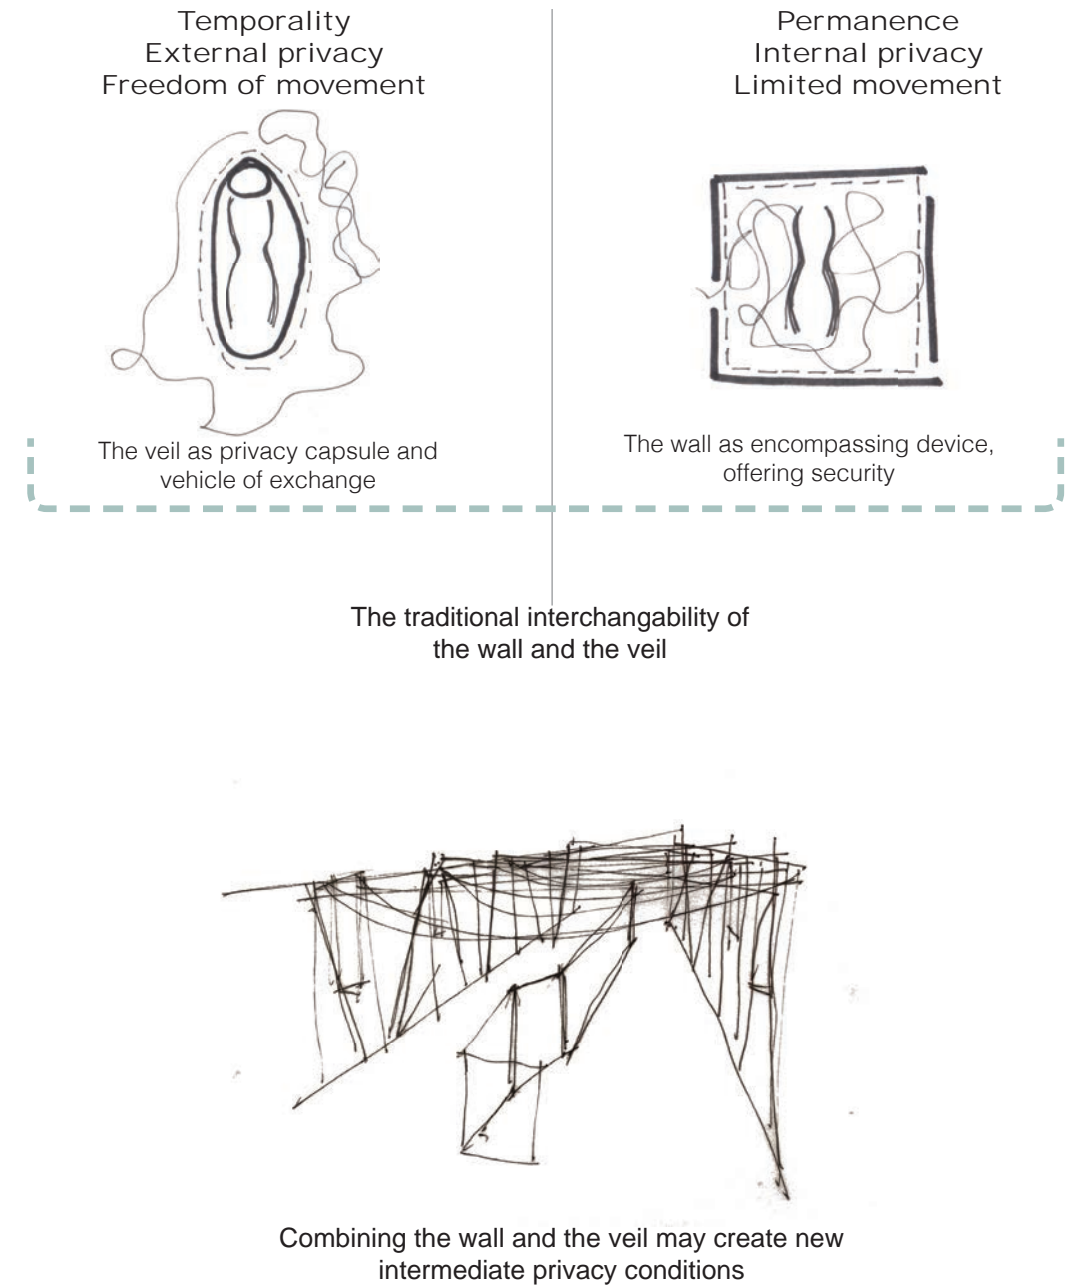 Temporality
External privacy
Freedom of movement
Permanence
Internal privacy
Limited movement
The veil as privacy capsule and
vehicle of exchange
The wall as encompassing device,
offering security
The traditional interchangability of
the wall and the veil
Combining the wall and the veil may create new
intermediate privacy conditions